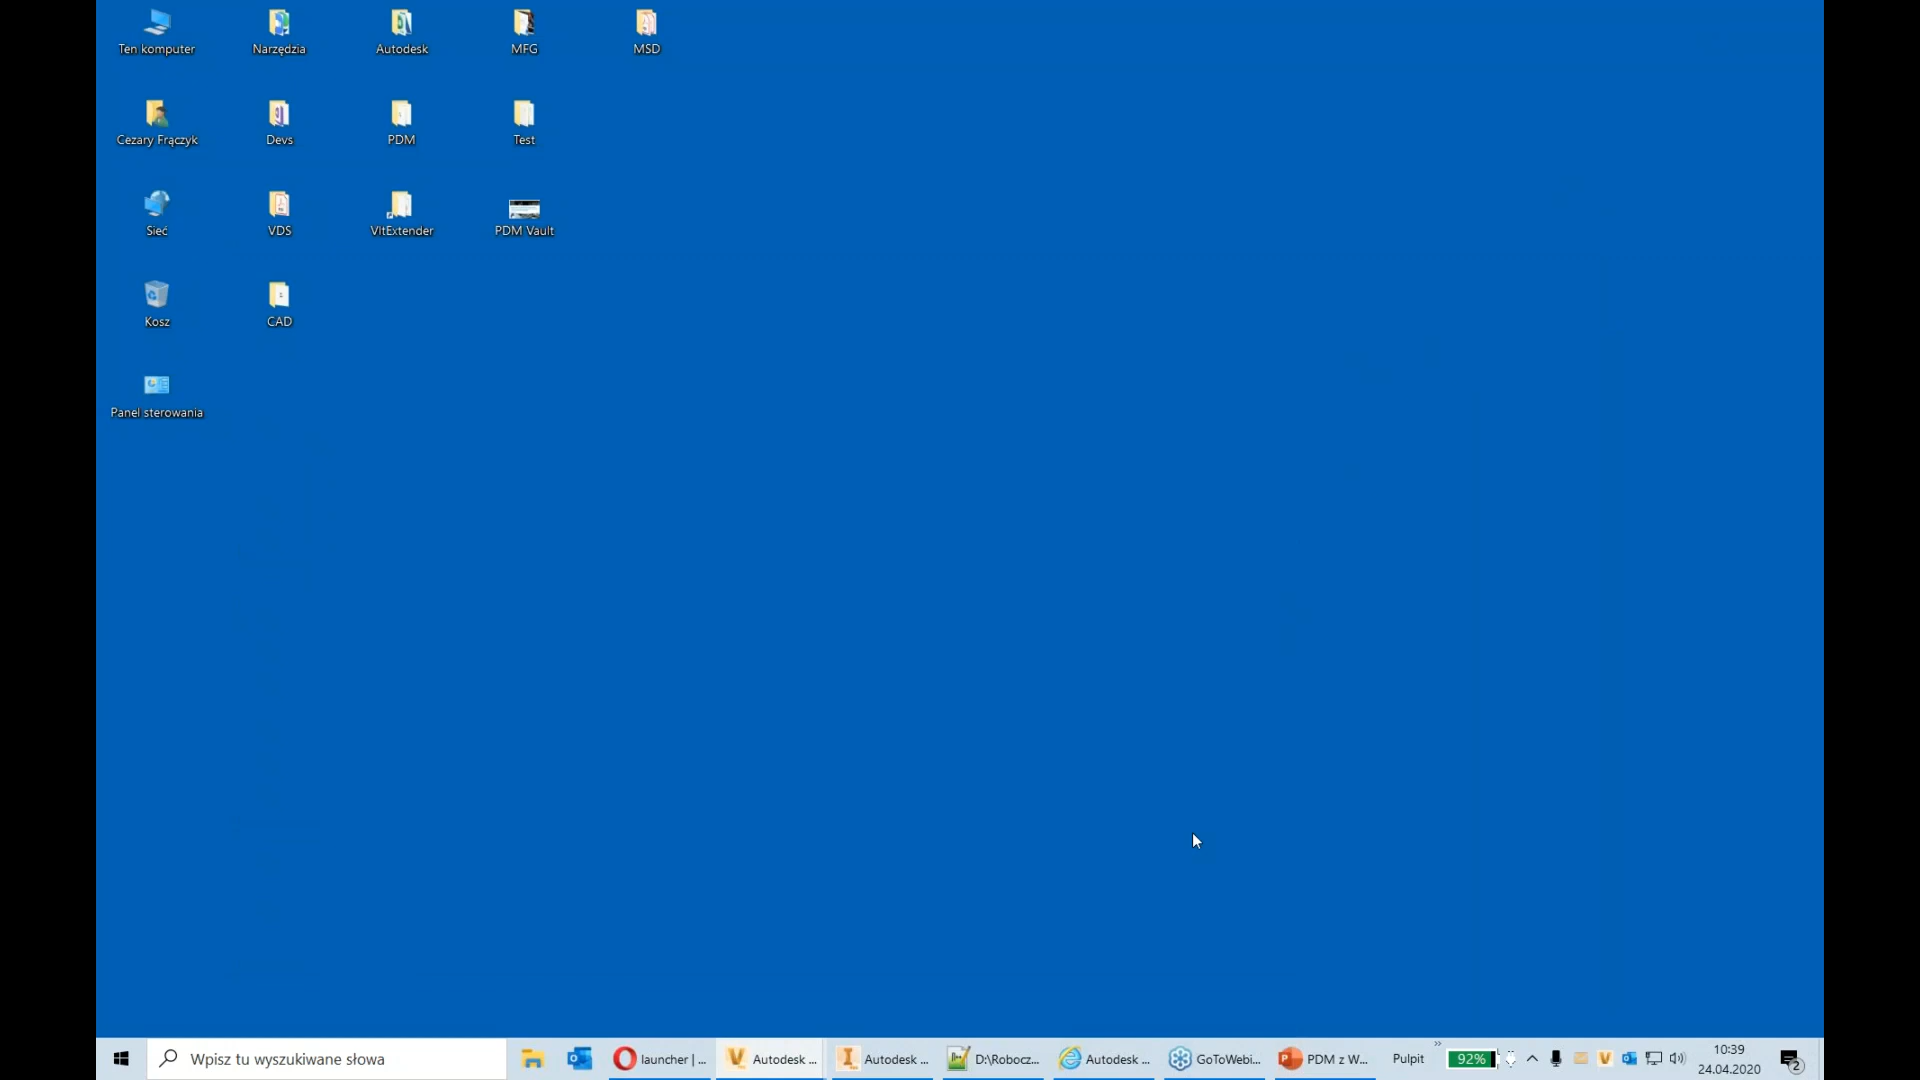 Ten komputer
Narzędzia
Autodesk
MFG
MSD
Cezary Frączyk
Devs
PDM
Test
Sieć
VDS
VltExtender
PDM Vault
Kosz
CAD
Panel sterowania
Wpisz tu wyszukiwane słowa
launcher | ...
Autodesk ...
Autodesk ...
D:\Robocz...
Autodesk ...
GoToWebi...
PDM z W...
Pulpit
»
92%
10:39
24.04.2020
2